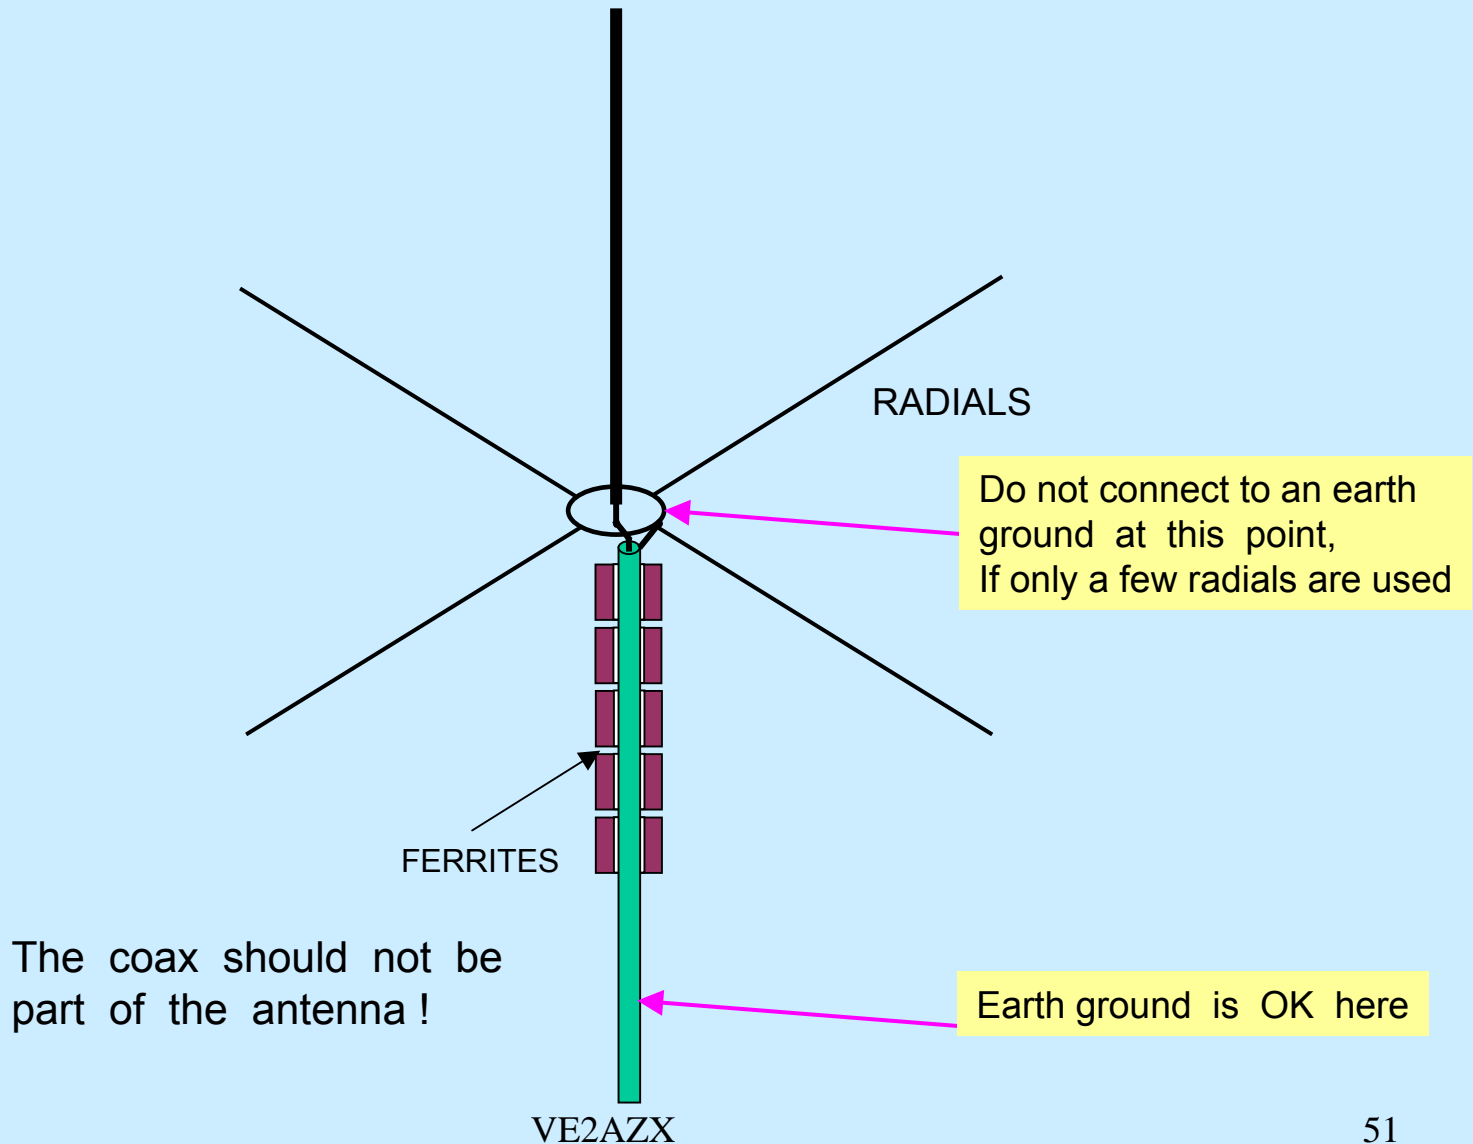 RADIALS
Do not connect to an earth
ground at this point,
If only a few radials are used
FERRITES
The coax should not be
part of the antenna !
Earth ground is OK here
VE2AZX
51